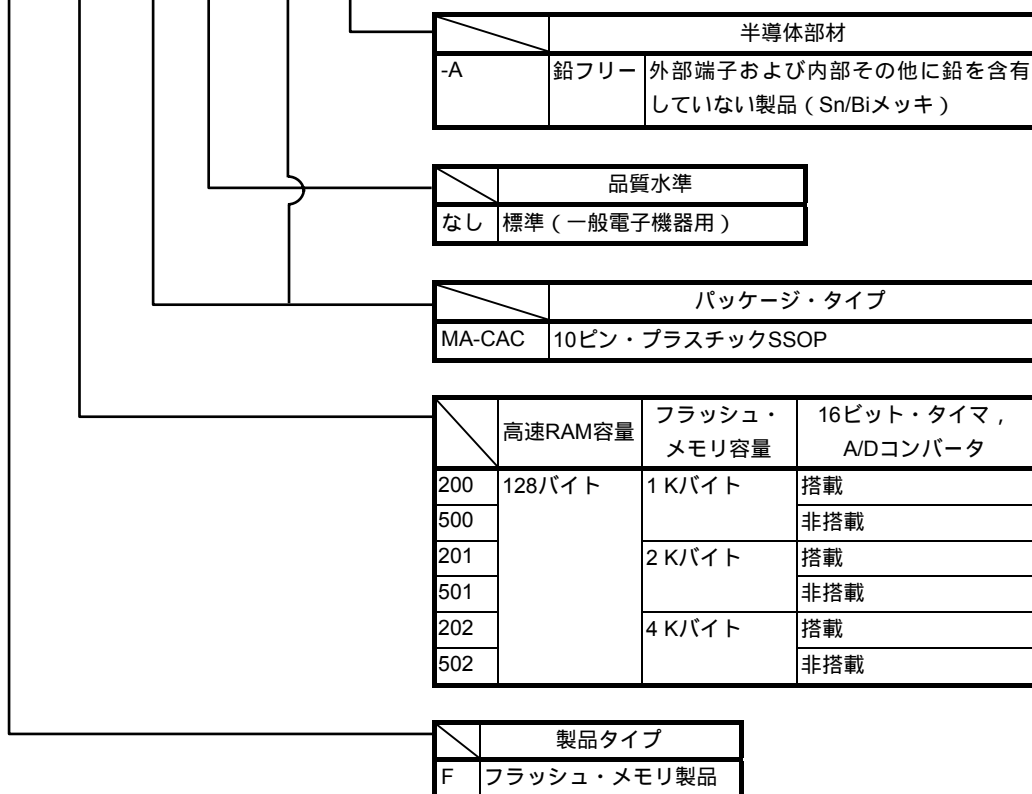 半導体部材
-A 鉛フリー 外部端子および内部その他に鉛を含有
していない製品（Sn/Biメッキ）
品質水準
なし 標準（一般電子機器用）
パッケージ・タイプ
MA-CAC 10ピン・プラスチックSSOP
高速RAM容量 フラッシュ・
メモリ容量 16ビット・タイマ，
A/Dコンバータ
200 128バイト 1 Kバイト 搭載
500 非搭載
201 2 Kバイト 搭載
501 非搭載
202 4 Kバイト 搭載
502 非搭載
製品タイプ
F フラッシュ・メモリ製品